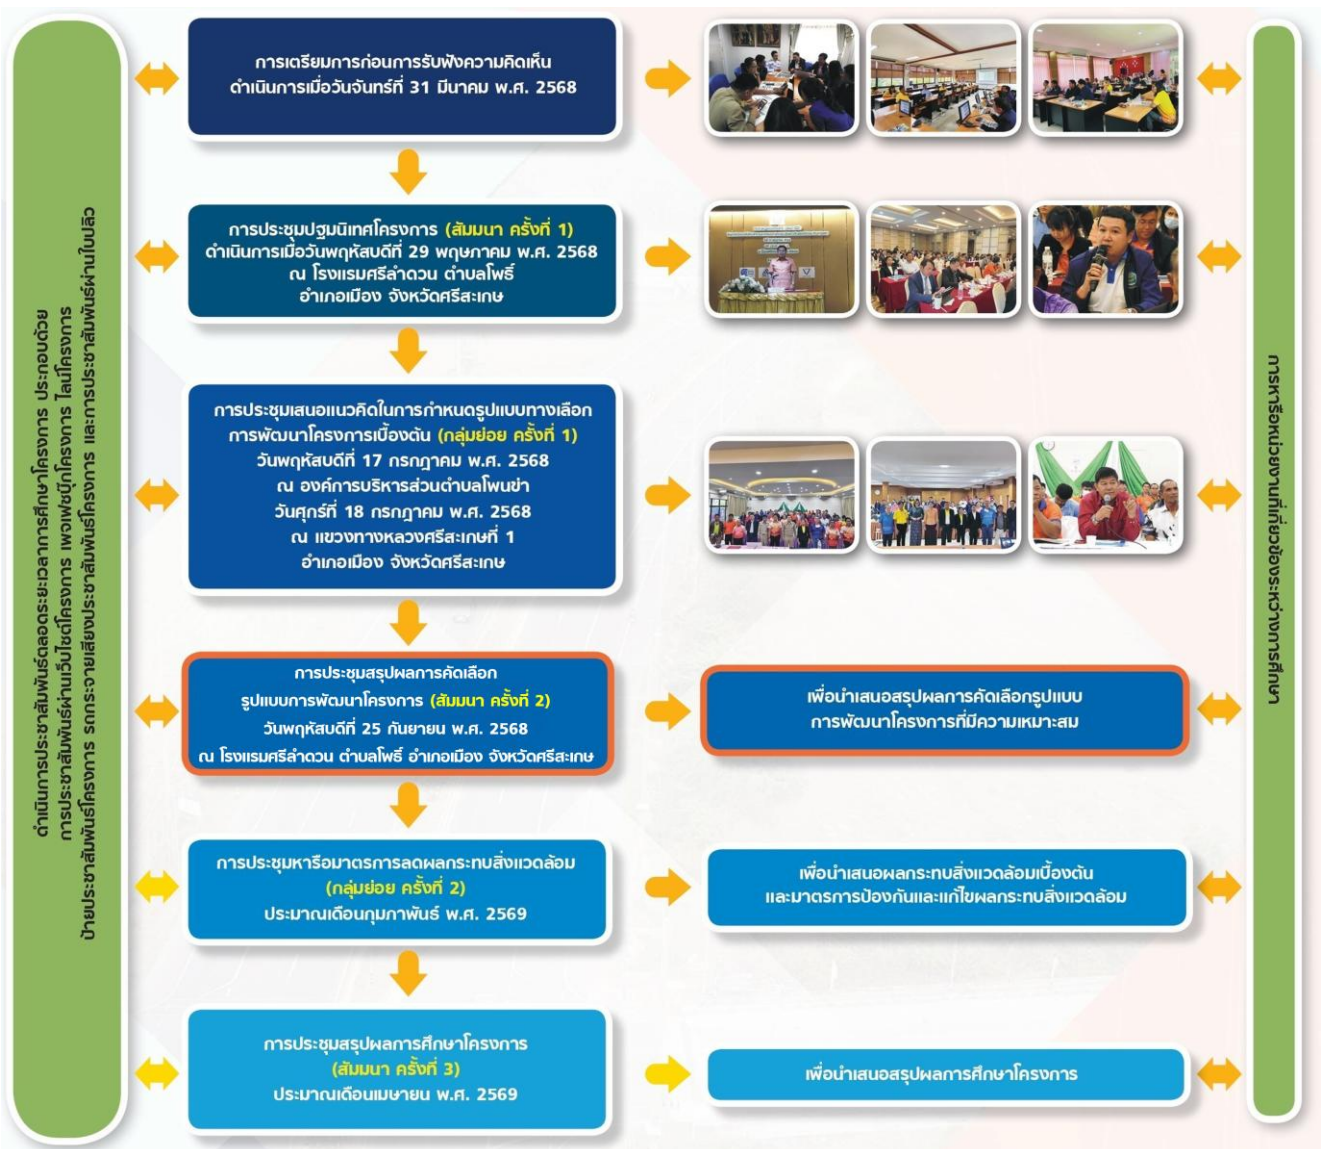 การเตรียมการก่อนการรับฟังความคิดเห็น
ดำเนินการเมื่อวันจันทร์ที่ 31 มีนาคม พ.ศ. 2568
การประชุมปฐมนิเทศโครงการ (สัมมนา ครั้งที่ 1)
ดำเนินการเมื่อวันพฤหัสบดีที่ 29 พฤษภาคม พ.ศ. 2568
ณ โรงแรมศรีลำดวน ตำบลโพธิ์
อำเภอเมือง จังหวัดศรีสะเกษ
การประชุมเสนอแนวคิดในการกำหนดรูปแบบทางเลือก
การพัฒนาโครงการเบื้องต้น (กลุ่มย่อย ครั้งที่ 1)
วันพฤหัสบดีที่ 17 กรกฎาคม พ.ศ. 2568
ณ องค์การบริหารส่วนตำบลโพนข่า
วันศุกร์ที่ 18 กรกฎาคม พ.ศ. 2568
ณ แขวงทางหลวงศรีสะเกษที่ 1
อำเภอเมือง จังหวัดศรีสะเกษ
การประชุมสรุปผลการคัดเลือก
รูปแบบการพัฒนาโครงการ (สัมมนา ครั้งที่ 2)
วันพฤหัสบดีที่ 25 กันยายน พ.ศ. 2568
ณ โรงแรมศรีลำดวน ตำบลโพธิ์ อำเภอเมือง จังหวัดศรีสะเกษ
เพื่อนำเสนอสรุปผลการคัดเลือกรูปแบบ
การพัฒนาโครงการที่มีความเหมาะสม
การประชุมหารือมาตรการลดผลกระทบสิ่งแวดล้อม
(กลุ่มย่อย ครั้งที่ 2)
ประมาณเดือนกุมภาพันธ์ พ.ศ. 2569
เพื่อนำเสนอผลกระทบสิ่งแวดล้อมเบื้องต้น
และมาตรการป้องกันและแก้ไขผลกระทบสิ่งแวดล้อม
การประชุมสรุปผลการศึกษาโครงการ
(สัมมนา ครั้งที่ 3)
ประมาณเดือนเมษายน พ.ศ. 2569
เพื่อนำเสนอสรุปผลการศึกษาโครงการ
ดำเนินการประชาสัมพันธ์ตลอดระยะเวลาการศึกษาโครงการ ประกอบด้วย
การประชาสัมพันธ์ผ่านเว็บไซต์โครงการ เพจเฟซบุ๊กโครงการ ไลน์โครงการ
ป้ายประชาสัมพันธ์โครงการ รถกระจายเสียงประชาสัมพันธ์โครงการ และการประชาสัมพันธ์ผ่านใบปลิว
การหารือหน่วยงานที่เกี่ยวข้องระหว่างการศึกษา